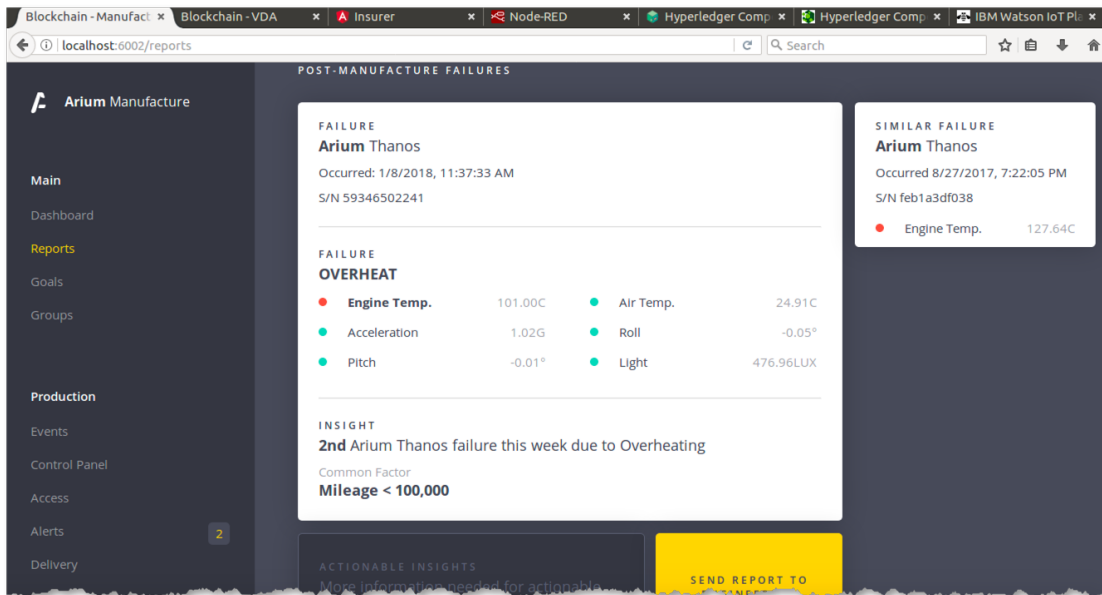 Blockchain - Manufact
Blockchain - VDA
Insurer
Node-RED
Hyperledger Comp
Hyperledger Comp
IBM Watson IoT Pla
localhost:6002/reports
Search
Arium Manufacture
Main
Dashboard
Reports
Goals
Groups
Production
Events
Control Panel
Access
Alerts 2
Delivery
POST-MANUFACTURE FAILURES
FAILURE
Arium Thanos
Occurred: 1/8/2018, 11:37:33 AM
S/N 59346502241
FAILURE
OVERHEAT
Engine Temp. 101.00C
Air Temp. 24.91C
Acceleration 1.02G
Roll -0.05°
Pitch -0.01°
Light 476.96LUX
INSIGHT
2nd Arium Thanos failure this week due to Overheating
Common Factor
Mileage < 100,000
ACTIONABLE INSIGHTS
More information needed for actionable
SEND REPORT TO
SIMILAR FAILURE
Arium Thanos
Occurred 8/27/2017, 7:22:05 PM
S/N feb1a3df038
Engine Temp. 127.64C